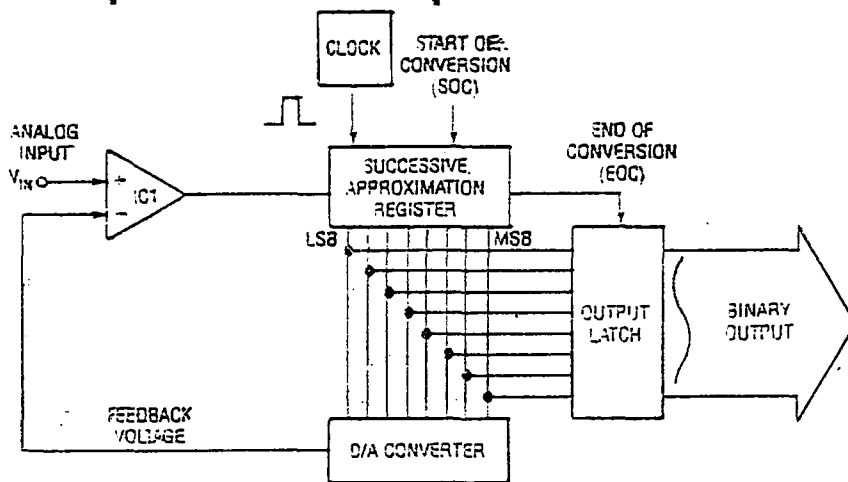 CLOCK
START OF
CONVERSION
(SOC)
ANALOG
INPUT
VIN
+
−
IC1
SUCCESSIVE
APPROXIMATION
REGISTER
END OF
CONVERSION
(EOC)
LSB
MSB
OUTPUT
LATCH
BINARY
OUTPUT
FEEDBACK
VOLTAGE
D/A CONVERTER